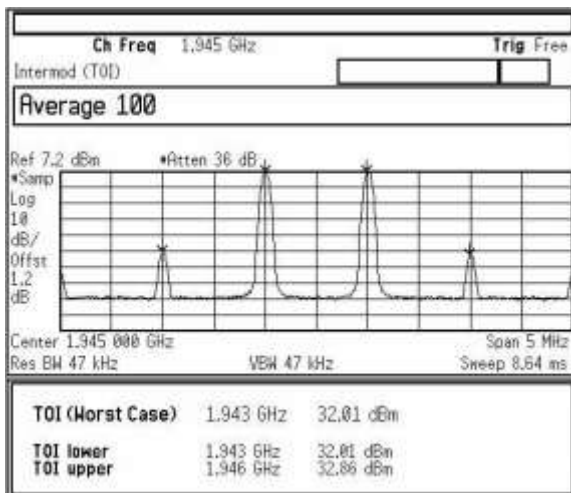 Ch Freq 1.945 GHz Trig Free
Intermod (TOI)
Average 100
Ref 7.2 dBm *Atten 36 dB
*Samp
Log
10
dB/
Offst
1.2
dB
Center 1.945 000 GHz Span 5 MHz
Res BW 47 kHz VBW 47 kHz Sweep 8.64 ms
TOI (Worst Case) 1.943 GHz 32.01 dBm
TOI lower 1.943 GHz 32.01 dBm
TOI upper 1.946 GHz 32.86 dBm